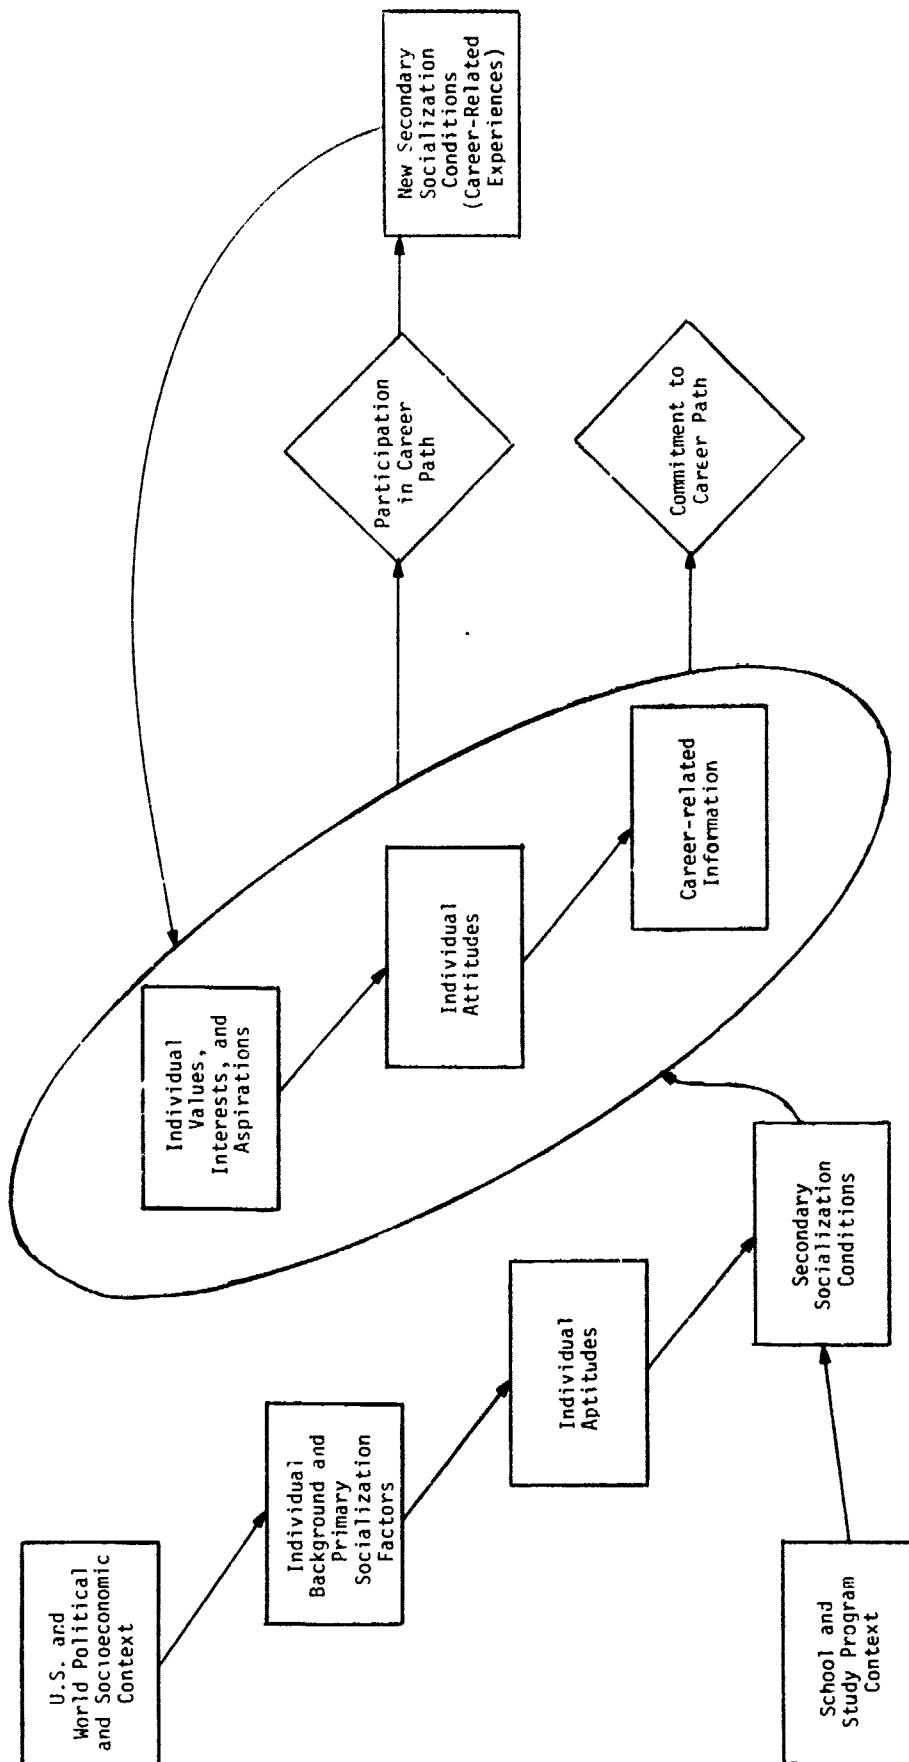 U.S. and
World Political
and Socioeconomic
Context
Individual
Background and
Primary
Socialization
Factors
Individual
Aptitudes
School and
Study Program
Context
Secondary
Socialization
Conditions
Individual
Values,
Interests, and
Aspirations
Individual
Attitudes
Career-related
Information
Participation
in Career
Path
Commitment to
Career Path
New Secondary
Socialization
Conditions
(Career-Related
Experiences)